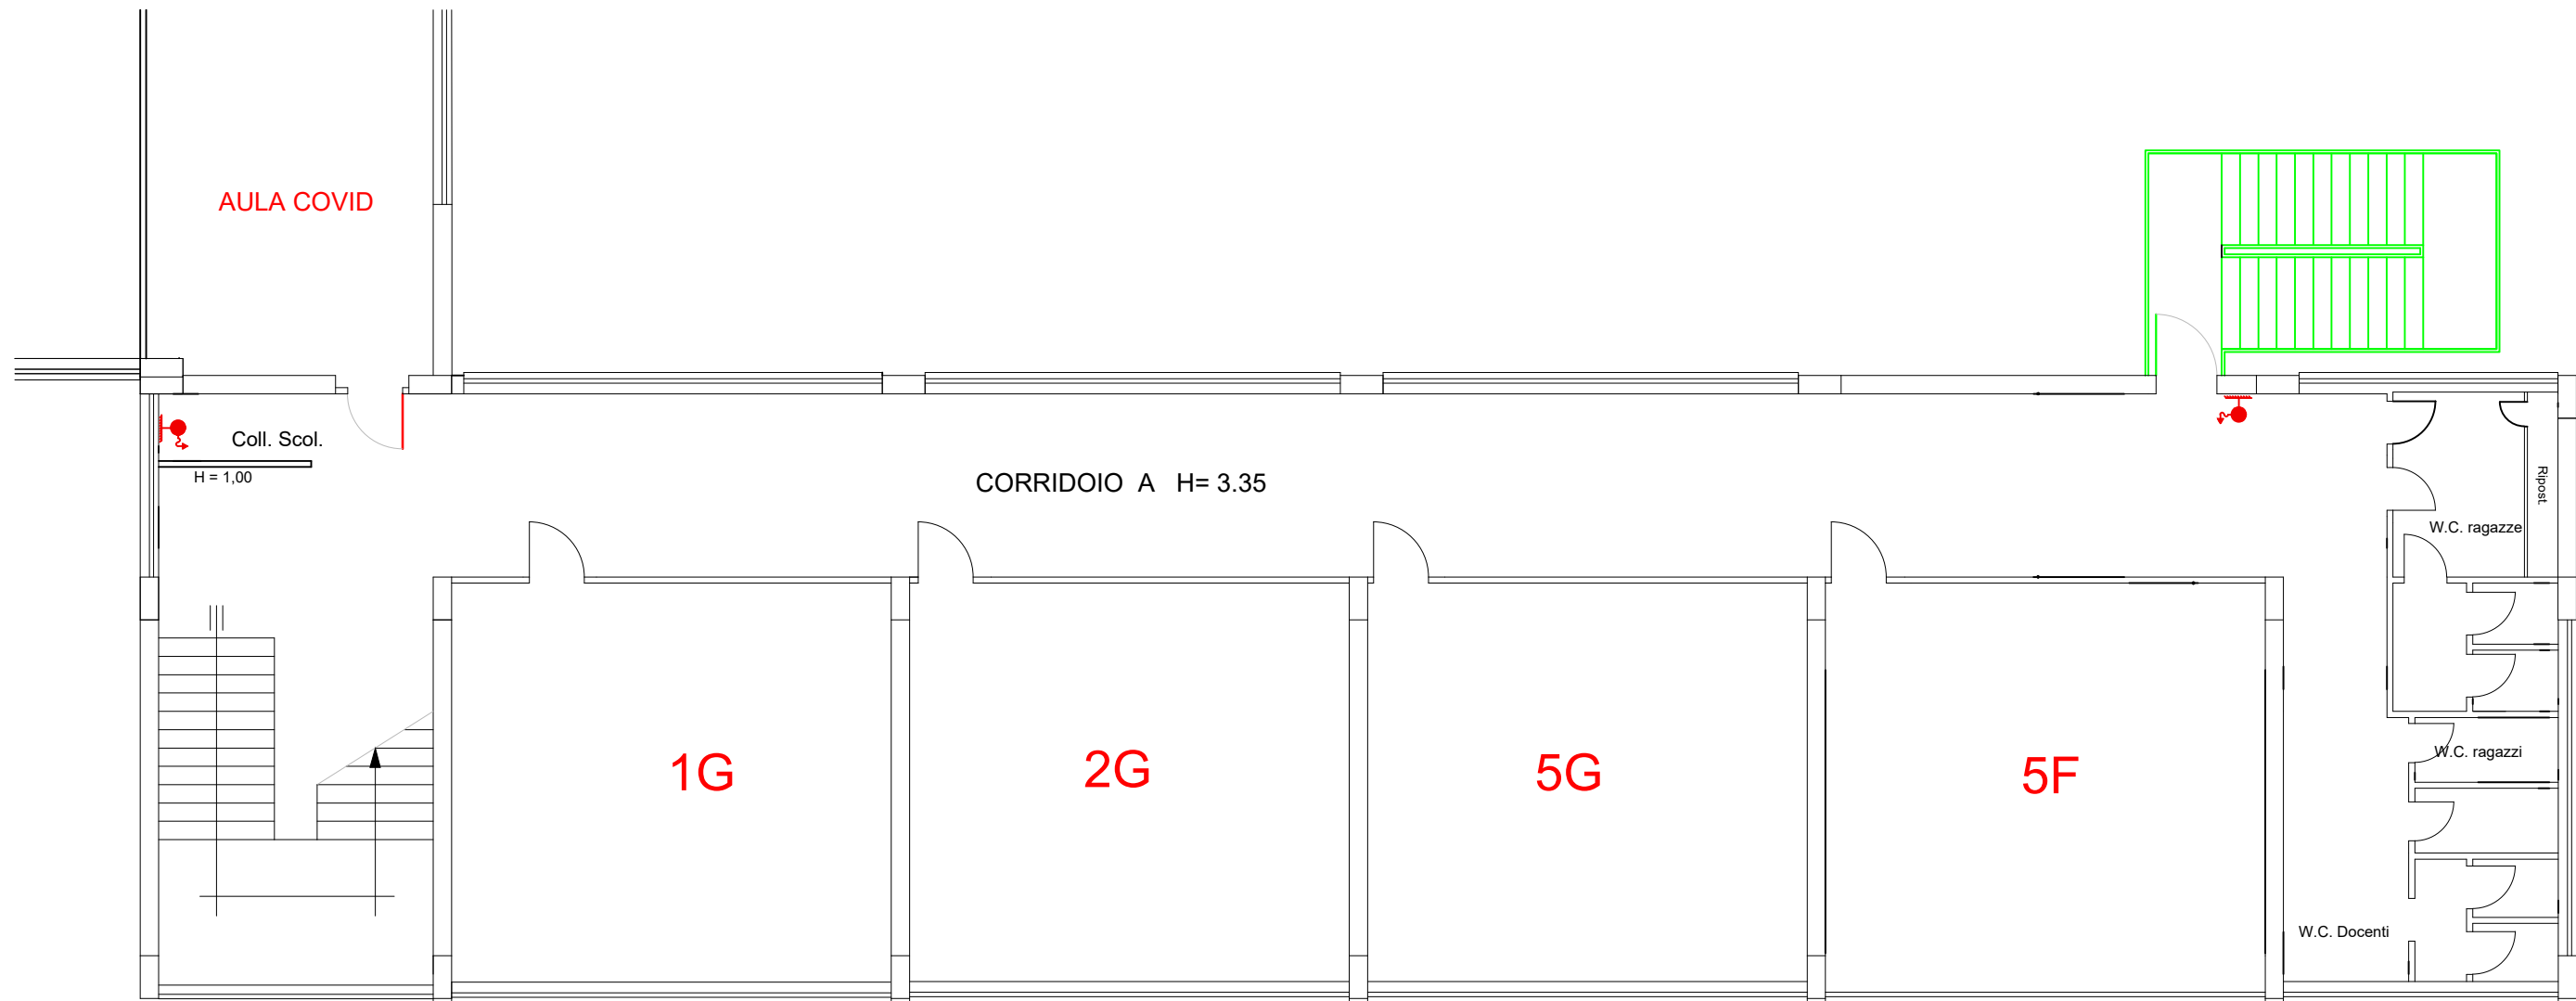 AULA COVID
Coll. Scol.
H = 1,00
CORRIDOIO A H= 3.35
Ripost.
W.C. ragazze
1G
2G
5G
5F
W.C. ragazzi
W.C. Docenti